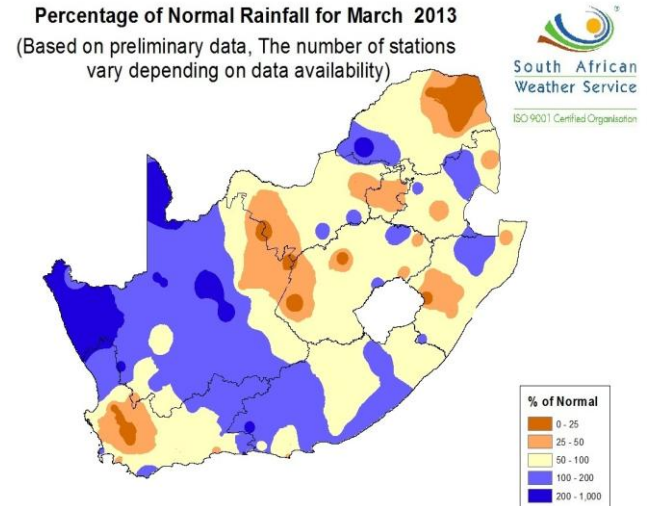 Percentage of Normal Rainfall for March 2013
(Based on preliminary data, The number of stations
vary depending on data availability)
South African
Weather Service
ISO 9001 Certified Organisation
% of Normal
0 - 25
25 - 50
50 - 100
100 - 200
200 - 1,000